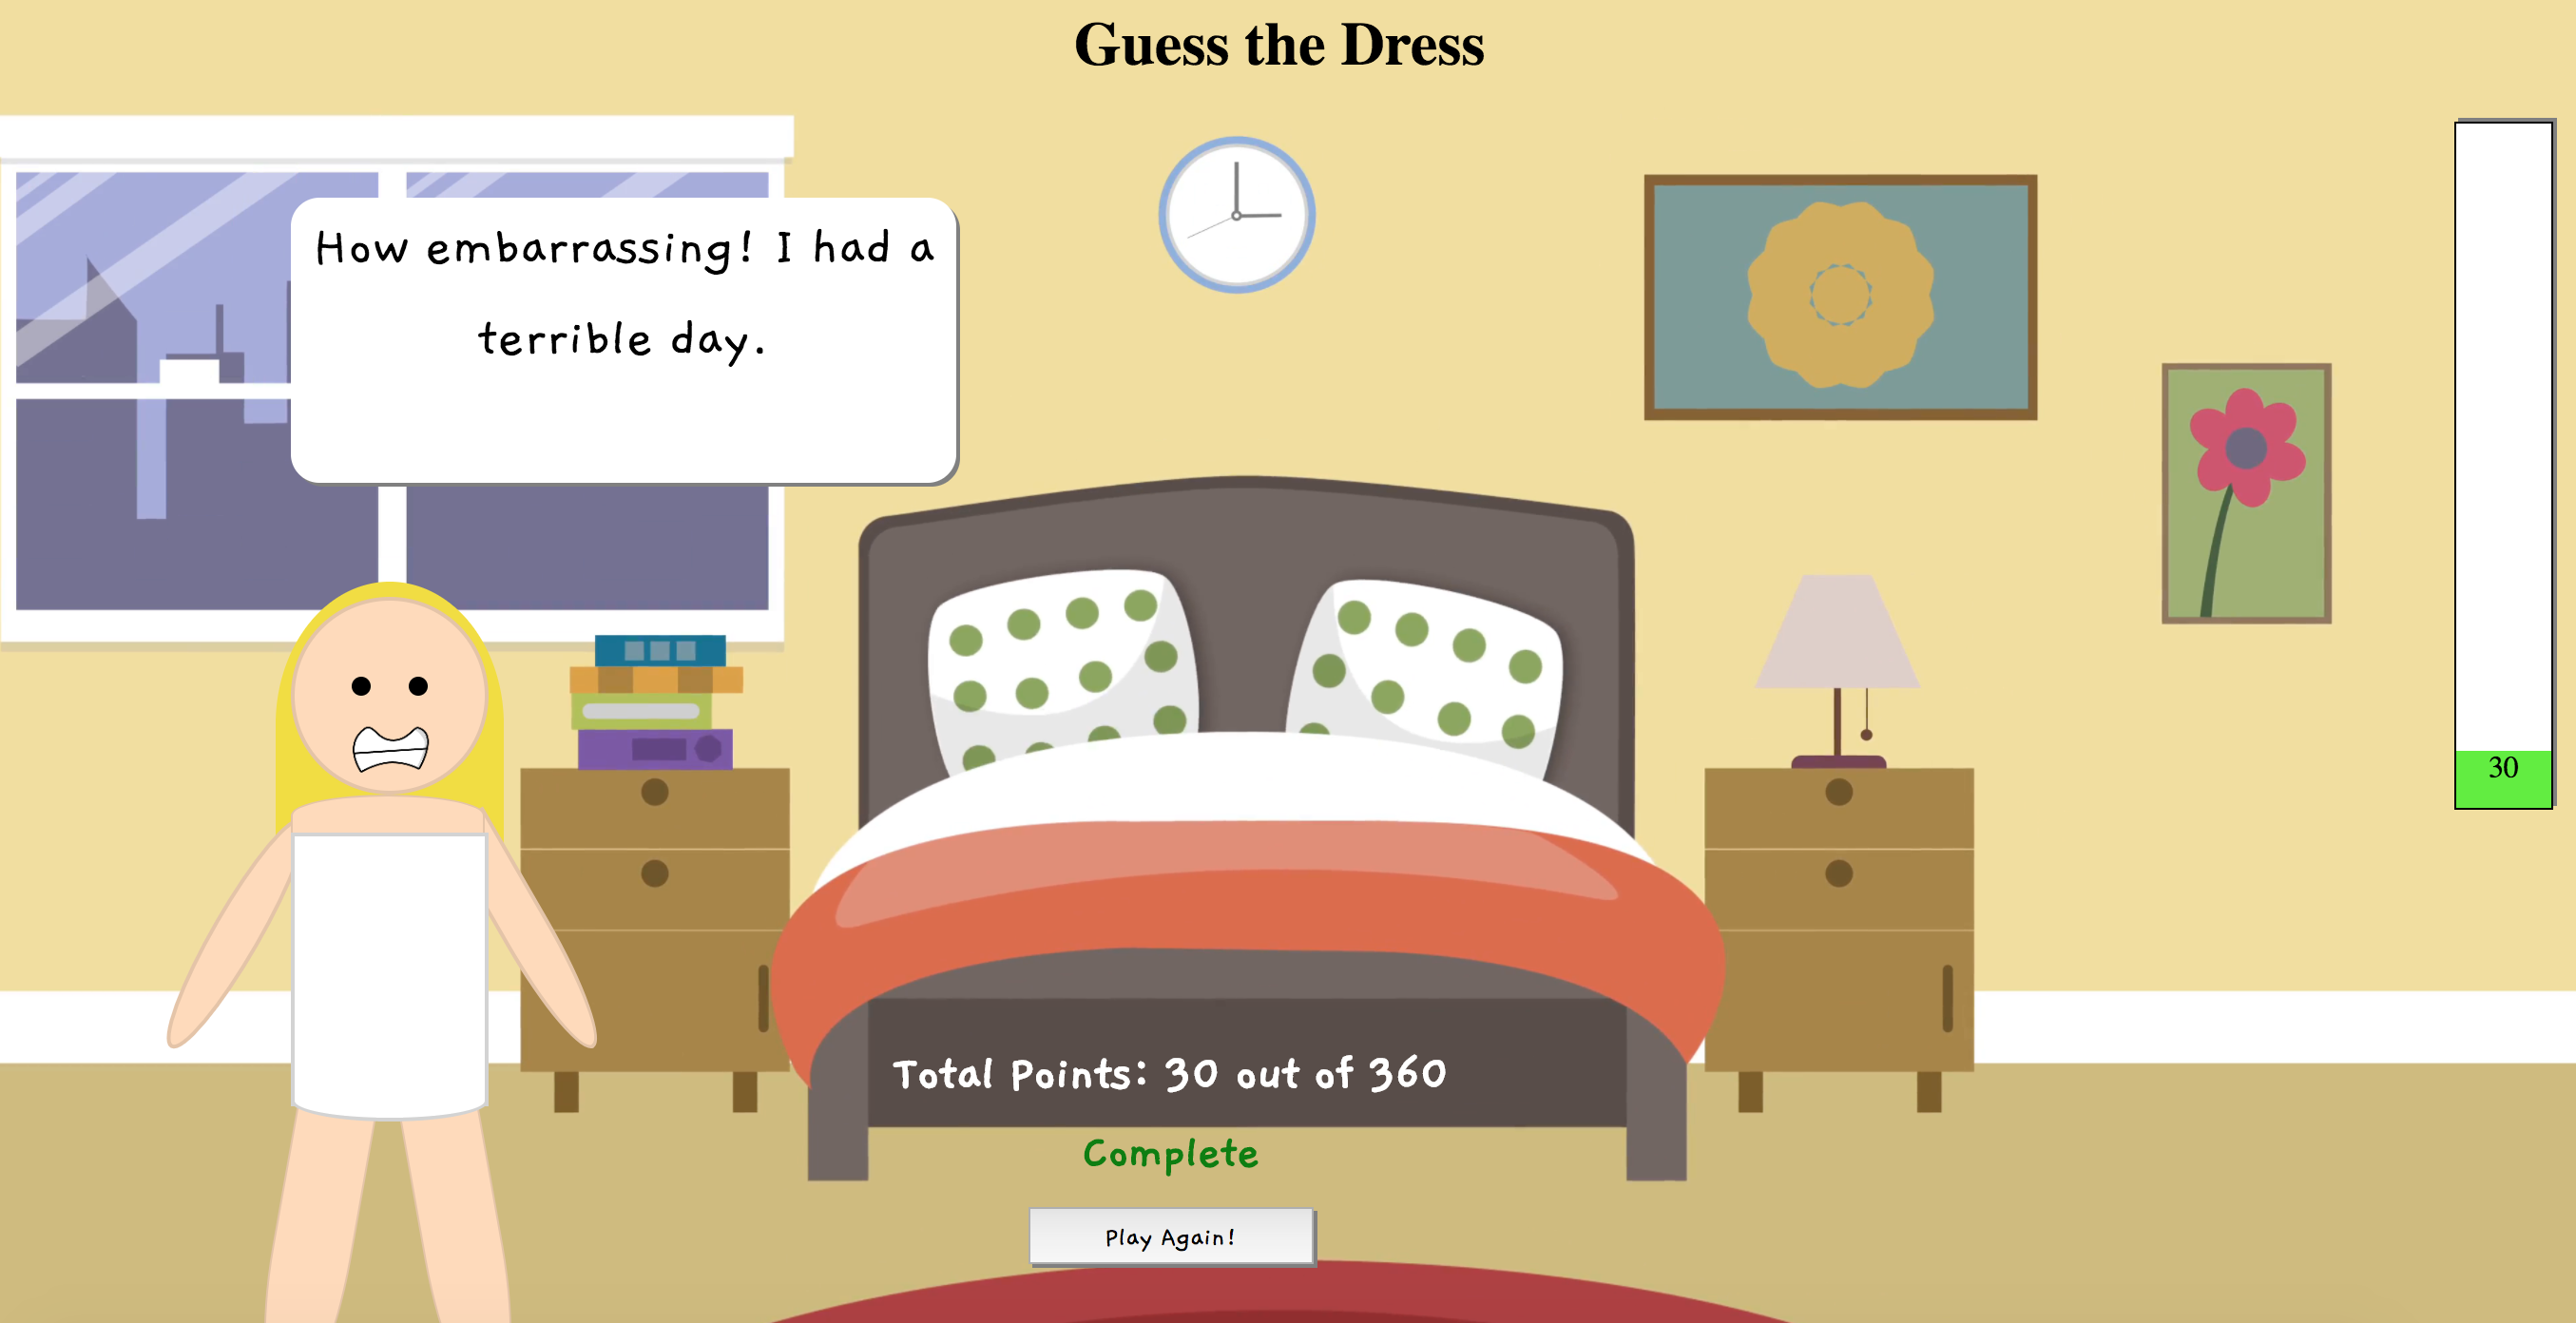 Guess the Dress
How embarrassing! I had a
terrible day.
30
Total Points: 30 out of 360
Complete
Play Again!